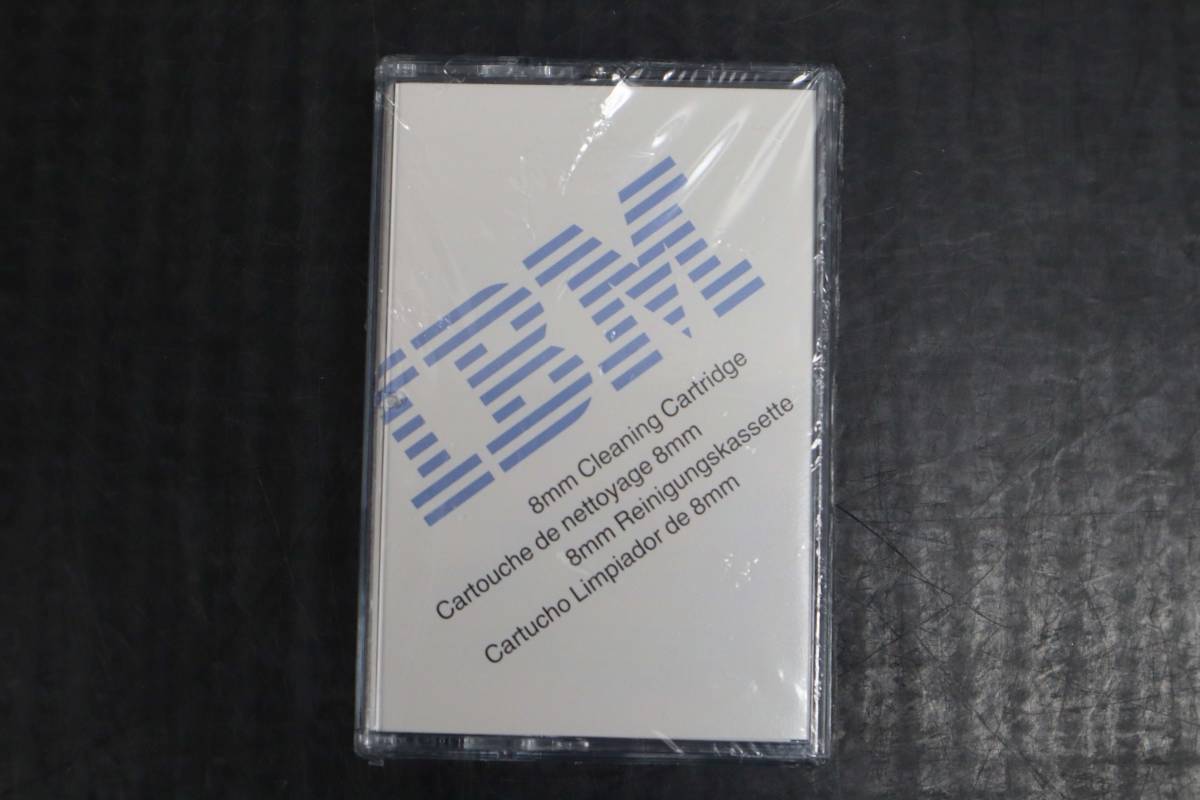 IBM
8mm Cleaning Cartridge
Cartouche de nettoyage 8mm
8mm Reinigungskassette
Cartucho Limpiador de 8mm